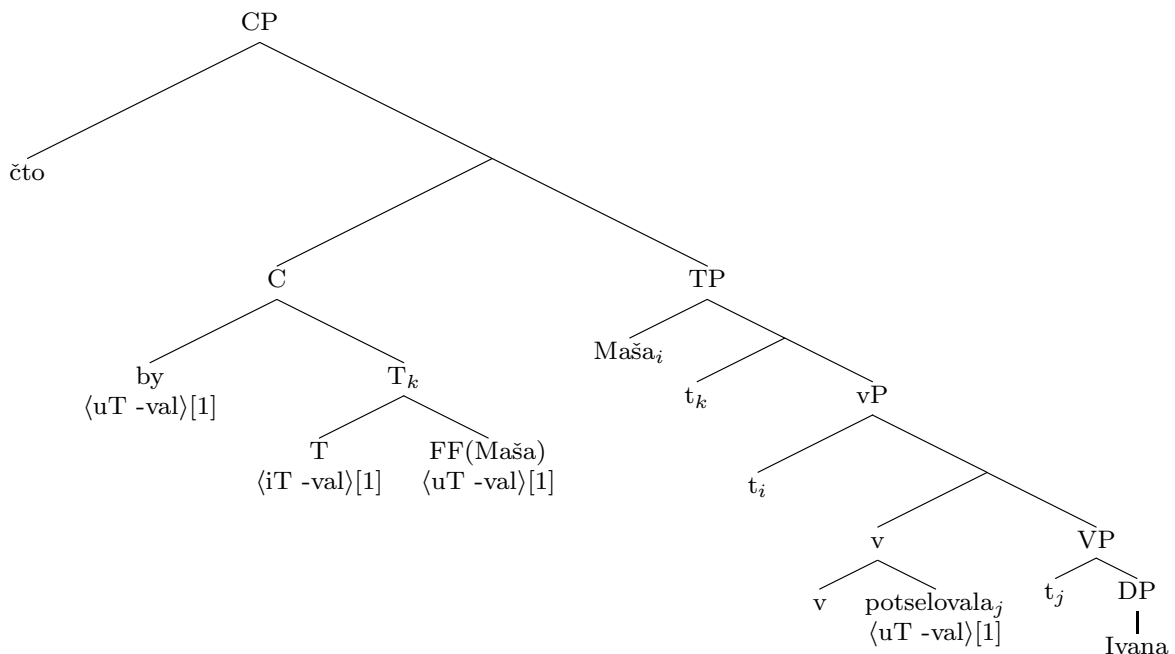 CP
čto
C TP
by T_k Maša_i
⟨uT -val⟩[1] t_k vP
T FF(Maša)
⟨iT -val⟩[1] ⟨uT -val⟩[1] t_i
v VP
v potselovala_j t_j DP
⟨uT -val⟩[1]
Ivana